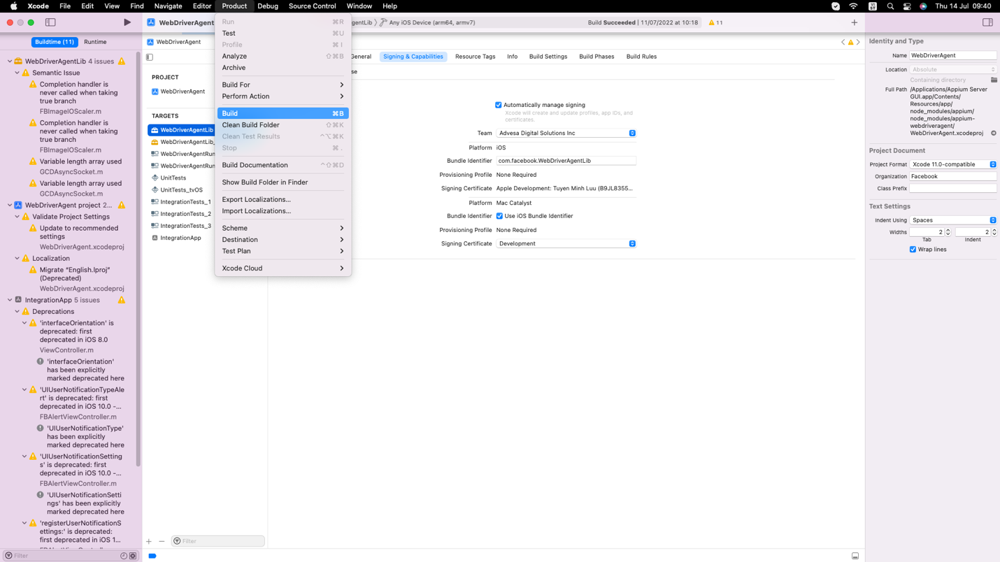 Xcode File Edit View Find Navigate Editor Product Debug Source Control Window Help Thu 14 Jul 09:40
WebDriverAgent
gentLib
Any iOS Device (arm64, armv7)
Build Succeeded | 11/07/2022 at 10:18
11
Buildtime (11) Runtime
WebDriverAgentLib 4 issues
Semantic Issue
Completion handler is
never called when taking
true branch
FBImageIOScaler.m
Completion handler is
never called when taking
true branch
FBImageIOScaler.m
Variable length array used
GCDAsyncSocket.m
Variable length array used
GCDAsyncSocket.m
WebDriverAgent project 2...
Validate Project Settings
Update to recommended
settings
WebDriverAgent.xcodeproj
Localization
Migrate “English.lproj”
(Deprecated)
WebDriverAgent.xcodeproj
IntegrationApp 5 issues
Deprecations
'interfaceOrientation' is
deprecated: first
deprecated in iOS 8.0
ViewController.m
'interfaceOrientation'
has been explicitly
marked deprecated here
'UIUserNotificationTypeAle
rt' is deprecated: first
deprecated in iOS 10.0 -...
FBAlertViewController.m
'UIUserNotificationType'
has been explicitly
marked deprecated here
'UIUserNotificationSetting
s' is deprecated: first
deprecated in iOS 10.0 -...
FBAlertViewController.m
'UIUserNotificationSetti
ngs' has been explicitly
marked deprecated here
'registerUserNotificationS
ettings:' is deprecated:
first deprecated in iOS 1...
Filter
WebDriverAgent
PROJECT
WebDriverAgent
TARGETS
WebDriverAgentLib
WebDriverAgentLib_
WebDriverAgentRun
WebDriverAgentRun
UnitTests
UnitTests_tvOS
IntegrationTests_1
IntegrationTests_2
IntegrationTests_3
IntegrationApp
Filter
Run ⌘R
Test ⌘U
Profile ⌘I
Analyze ⇧⌘B
Archive
Build For
Perform Action
Build ⌘B
Clean Build Folder ⇧⌘K
Clean Test Results ^⌥⌘K
Stop ⌘.
Build Documentation ^⇧⌘D
Show Build Folder in Finder
Export Localizations...
Import Localizations...
Scheme
Destination
Test Plan
Xcode Cloud
General Signing & Capabilities Resource Tags Info Build Settings Build Phases Build Rules
se
Automatically manage signing
Xcode will create and update profiles, app IDs, and
certificates.
Team Advesa Digital Solutions Inc
Platform iOS
Bundle Identifier com.facebook.WebDriverAgentLib
Provisioning Profile None Required
Signing Certificate Apple Development: Tuyen Minh Luu (B9JL8355...
Platform Mac Catalyst
Bundle Identifier Use iOS Bundle Identifier
Provisioning Profile None Required
Signing Certificate Development
Identity and Type
Name WebDriverAgent
Location Absolute
Containing directory
Full Path /Applications/Appium Server
GUI.app/Contents/
Resources/app/
node_modules/appium/
node_modules/appium-
webdriveragent/
WebDriverAgent.xcodeproj
Project Document
Project Format Xcode 11.0-compatible
Organization Facebook
Class Prefix
Text Settings
Indent Using Spaces
Widths 2 2
Tab Indent
Wrap lines